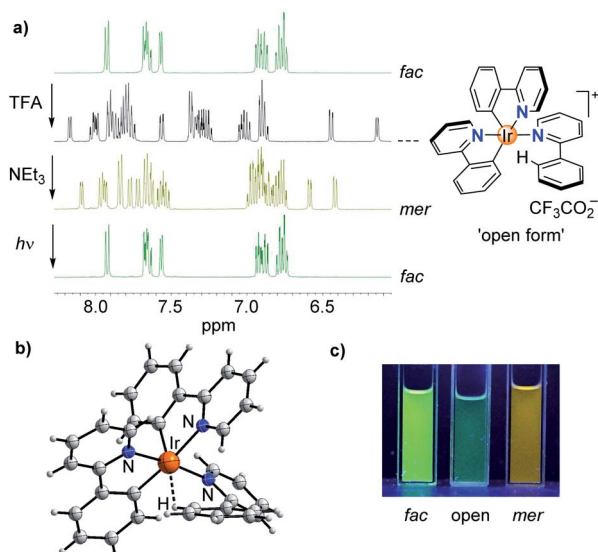 a)
fac
TFA
NEt₃
mer
hν
fac
8.0 7.5 7.0 6.5
ppm
N
Ir
N
N
H
]⁺
CF₃CO₂⁻
'open form'
b)
N
Ir
N
N
H
c)
fac open mer